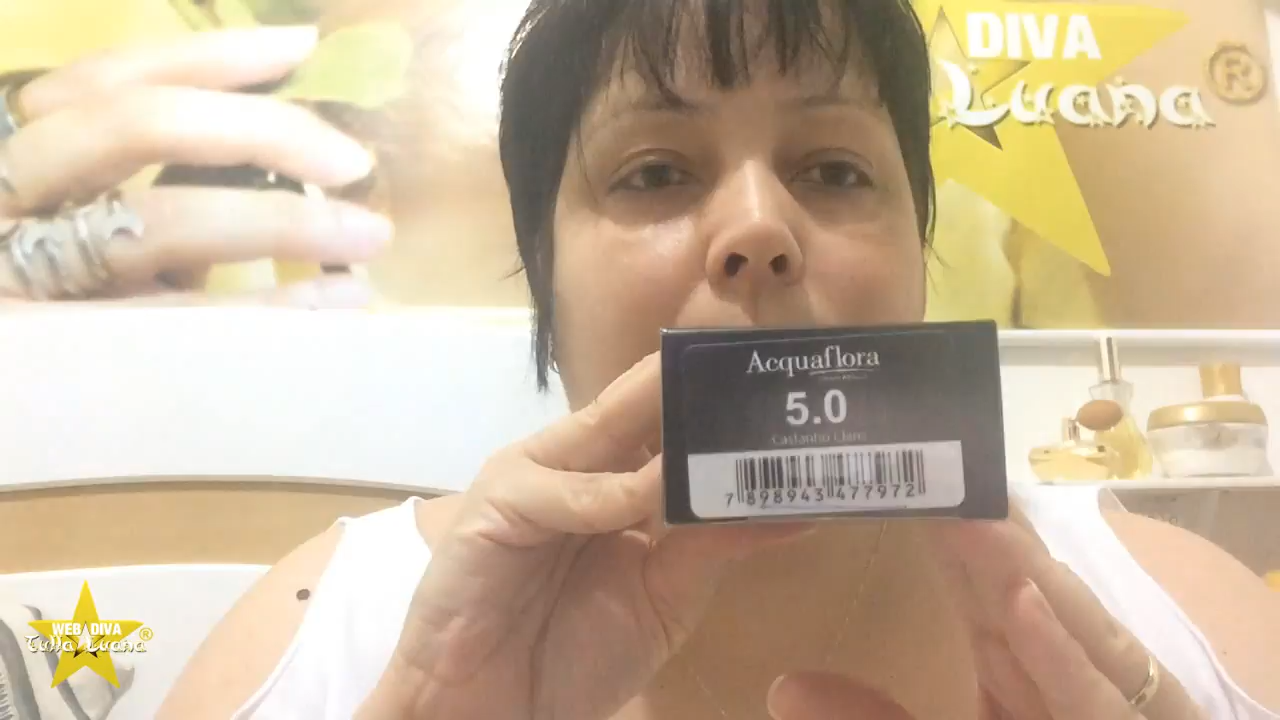 DIVA
Luana
®
Acquaflora
5.0
Castanho Claro
7 898943 477972
WEB DIVA
Tulla Luana
®